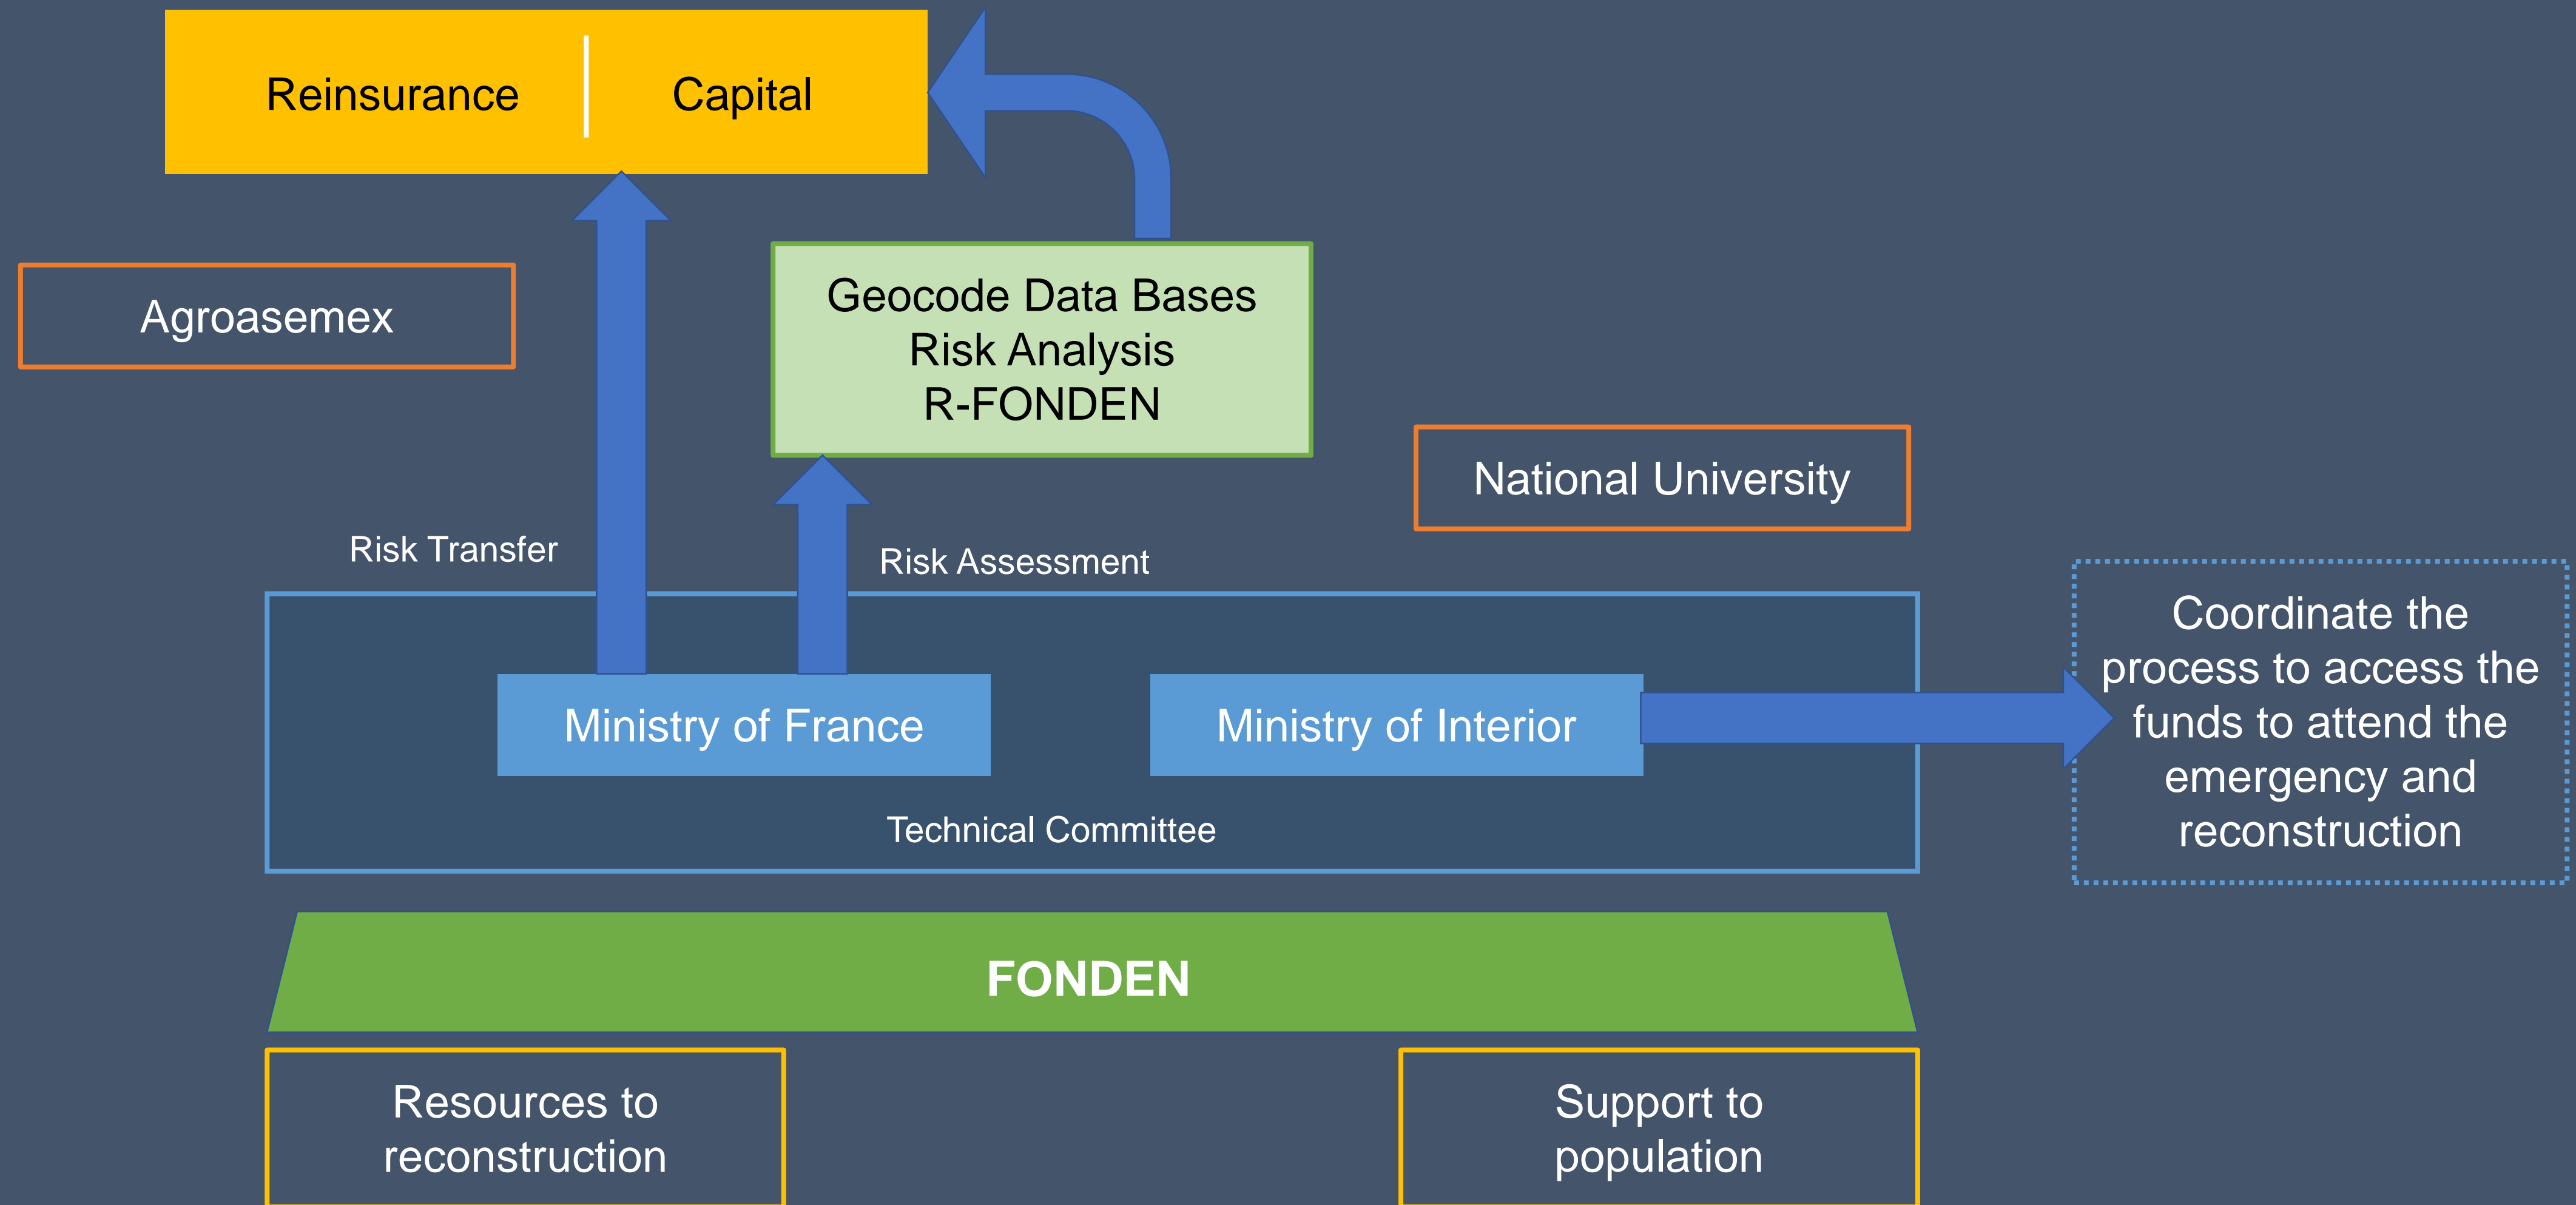 Reinsurance
Capital
Agroasemex
Geocode Data Bases
Risk Analysis
R-FONDEN
National University
Risk Transfer
Risk Assessment
Ministry of France
Ministry of Interior
Technical Committee
Coordinate the
process to access the
funds to attend the
emergency and
reconstruction
FONDEN
Resources to
reconstruction
Support to
population